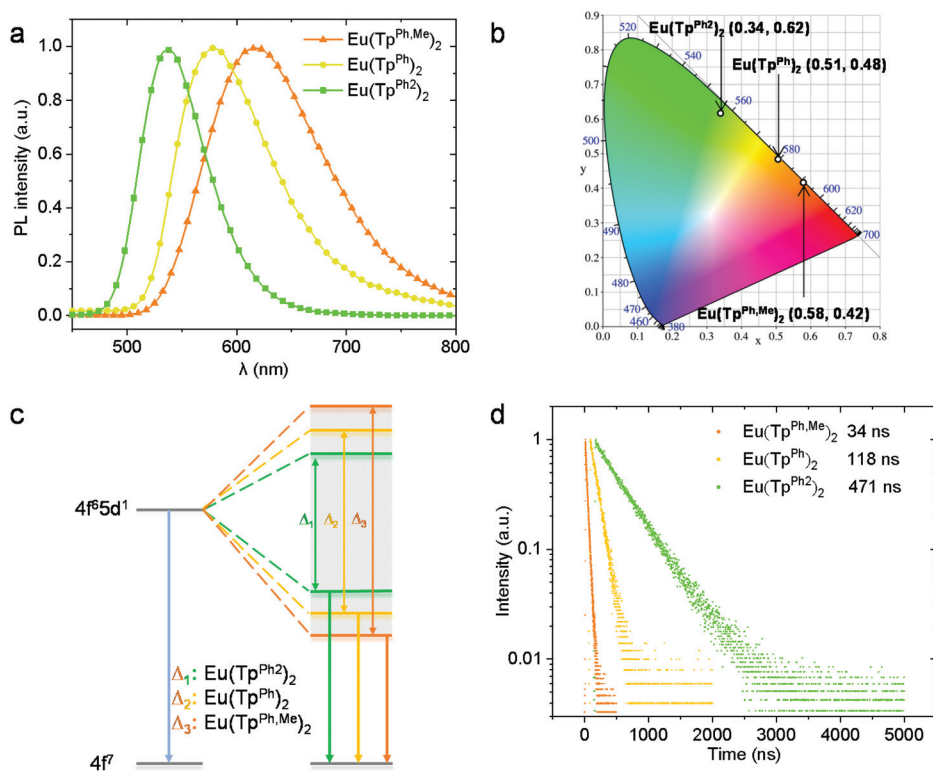 a
Eu(Tp^Ph,Me)₂
Eu(Tp^Ph)₂
Eu(Tp^Ph2)₂
PL intensity (a.u.)
1.0
0.8
0.6
0.4
0.2
0.0
500
600
700
800
λ (nm)
b
Eu(Tp^Ph2)₂ (0.34, 0.62)
Eu(Tp^Ph)₂ (0.51, 0.48)
Eu(Tp^Ph,Me)₂ (0.58, 0.42)
0.9
0.8
0.7
0.6
0.5
y
0.4
0.3
0.2
0.1
0.0
0.0
0.1
0.2
0.3
0.4
0.5
0.6
0.7
0.8
x
520
540
560
500
580
600
620
490
700
480
470
460
380
c
4f⁶5d¹
Δ₁
Δ₂
Δ₃
Δ₁: Eu(Tp^Ph2)₂
Δ₂: Eu(Tp^Ph)₂
Δ₃: Eu(Tp^Ph,Me)₂
4f⁷
d
Eu(Tp^Ph,Me)₂ 34 ns
Eu(Tp^Ph)₂ 118 ns
Eu(Tp^Ph2)₂ 471 ns
Intensity (a.u.)
1
0.1
0.01
0
1000
2000
3000
4000
5000
Time (ns)